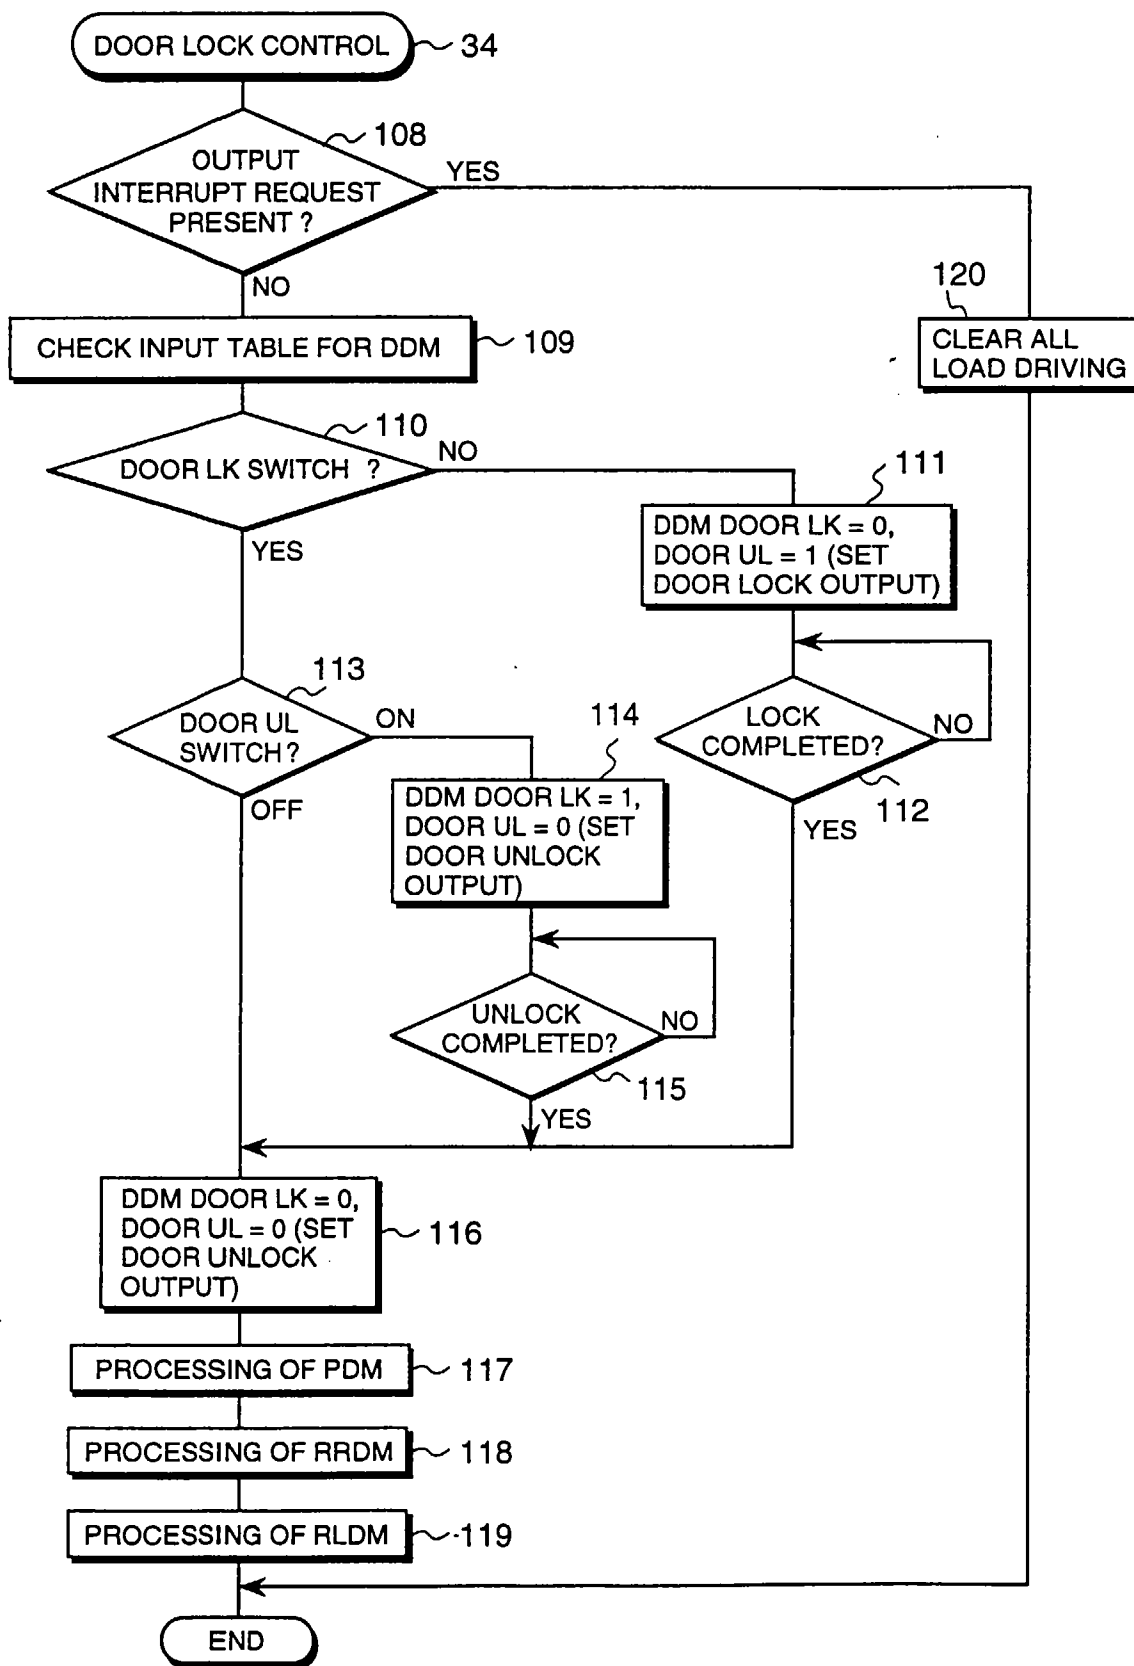 DOOR LOCK CONTROL
34
108
OUTPUT
INTERRUPT REQUEST
PRESENT ?
YES
NO
120
CLEAR ALL
LOAD DRIVING
CHECK INPUT TABLE FOR DDM
109
110
DOOR LK SWITCH ?
NO
YES
111
DDM DOOR LK = 0,
DOOR UL = 1 (SET
DOOR LOCK OUTPUT)
113
DOOR UL
SWITCH ?
ON
OFF
LOCK
COMPLETED?
NO
112
YES
114
DDM DOOR LK = 1,
DOOR UL = 0 (SET
DOOR UNLOCK
OUTPUT)
UNLOCK
COMPLETED?
NO
115
YES
DDM DOOR LK = 0,
DOOR UL = 0 (SET
DOOR UNLOCK
OUTPUT)
116
PROCESSING OF PDM
117
PROCESSING OF RRDM
118
PROCESSING OF RLDM
119
END